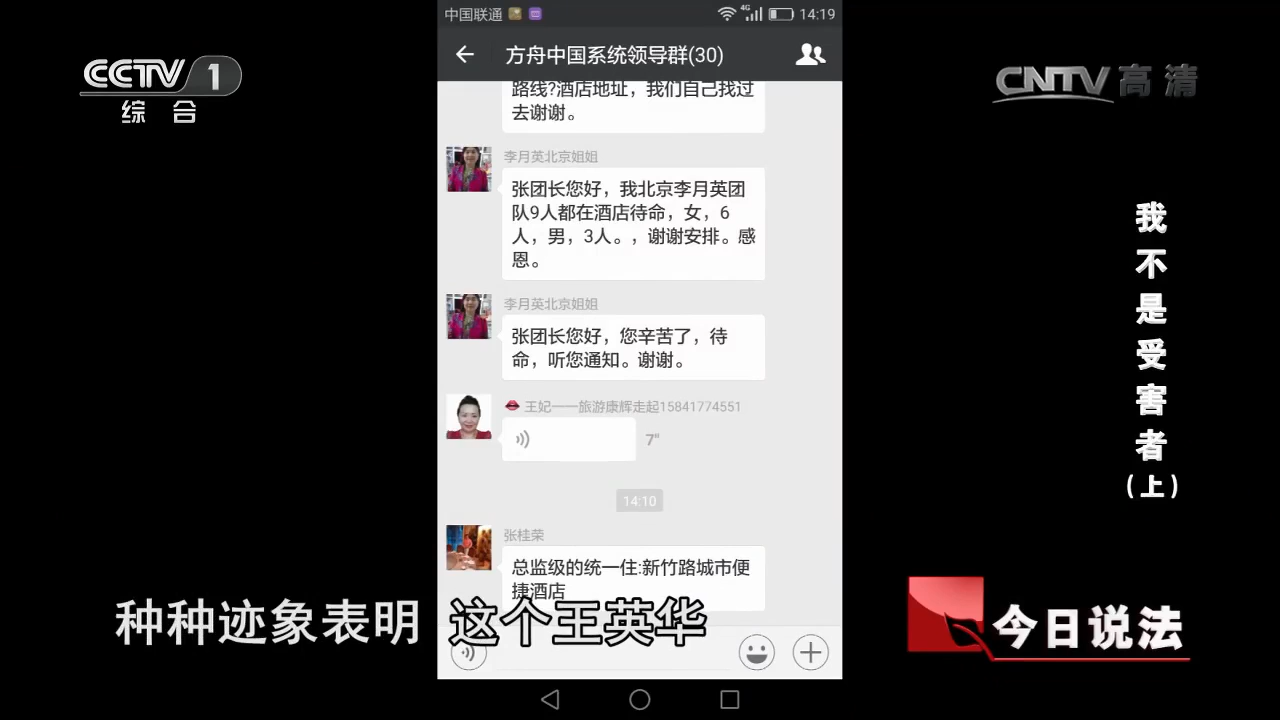 中国联通
4G
14:19
CCTV 1
综合
方舟中国系统领导群(30)
CNTV 高清
路线?酒店地址，我们自己找过
去谢谢。
李月英北京姐姐
张团长您好，我北京李月英团
队9人都在酒店待命，女，6
人，男，3人。，谢谢安排。感
恩。
李月英北京姐姐
张团长您好，您辛苦了，待
命，听您通知。谢谢。
王妃一一旅游康辉走起15841774551
7"
14:10
张桂荣
总监级的统一住:新竹路城市便
捷酒店
我不是受害者
(上)
种种迹象表明 这个王英华
今日说法